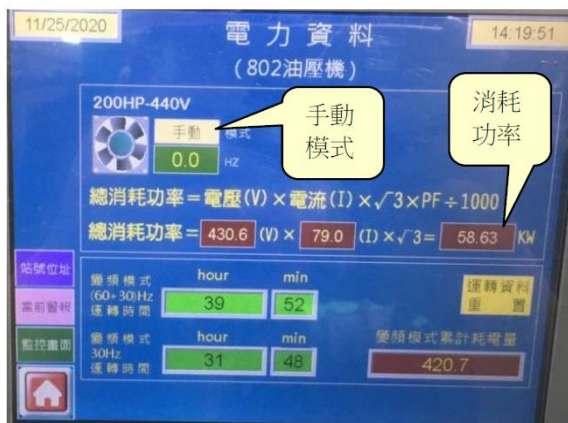 11/25/2020
電力資料
14:19:51
(802油壓機)
200HP-440V
手動 模式
0.0 HZ
手動
模式
消耗
功率
總消耗功率=電壓(V)×電流(I)×√3×PF÷1000
總消耗功率= 430.6 (V)× 79.0 (I)×√3= 58.63 KW
站號位址
當前警報
監控畫面
變頻模式
(60+30)Hz
運轉時間
hour min
39 52
運轉資料
重置
變頻模式
30Hz
運轉時間
hour min
31 48
變頻模式累計耗電量
420.7